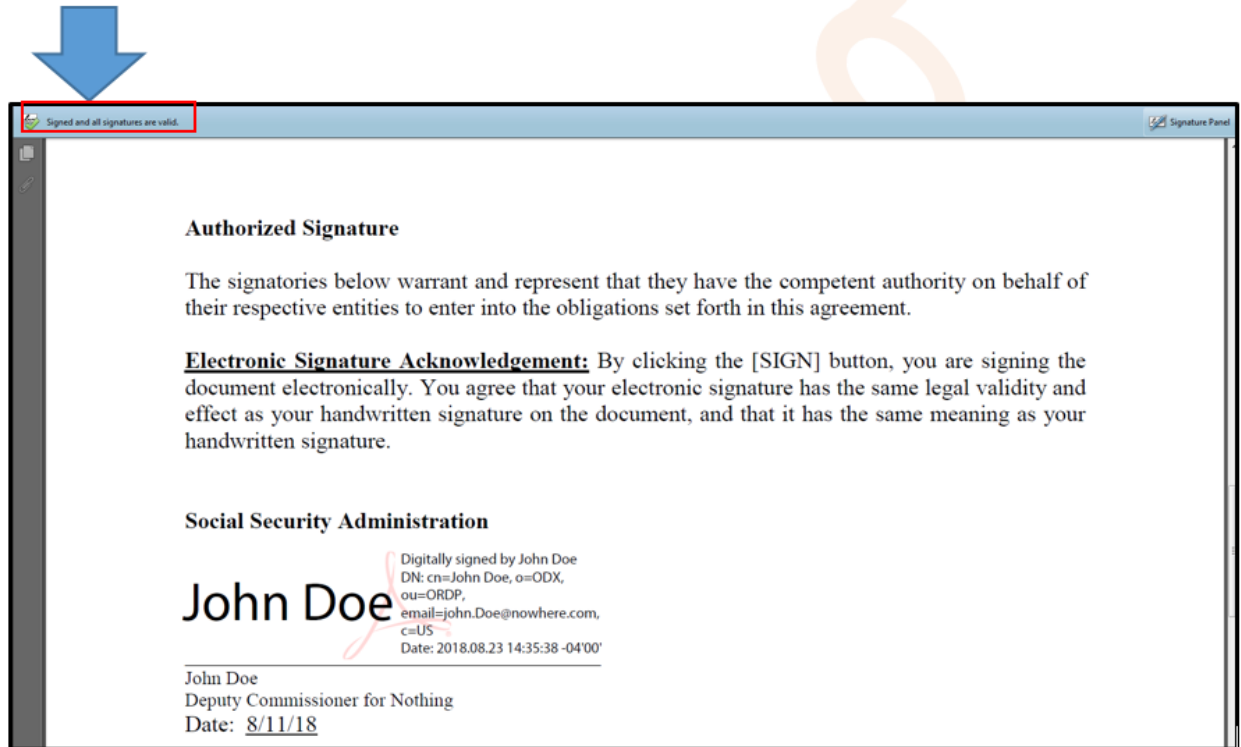 Signed and all signatures are valid.
Signature Panel
Authorized Signature
The signatories below warrant and represent that they have the competent authority on behalf of
their respective entities to enter into the obligations set forth in this agreement.
Electronic Signature Acknowledgement: By clicking the [SIGN] button, you are signing the
document electronically. You agree that your electronic signature has the same legal validity and
effect as your handwritten signature on the document, and that it has the same meaning as your
handwritten signature.
Social Security Administration
John Doe
Digitally signed by John Doe
DN: cn=John Doe, o=ODX,
ou=ORDP,
email=john.Doe@nowhere.com,
c=US
Date: 2018.08.23 14:35:38 -04'00'
John Doe
Deputy Commissioner for Nothing
Date: 8/11/18